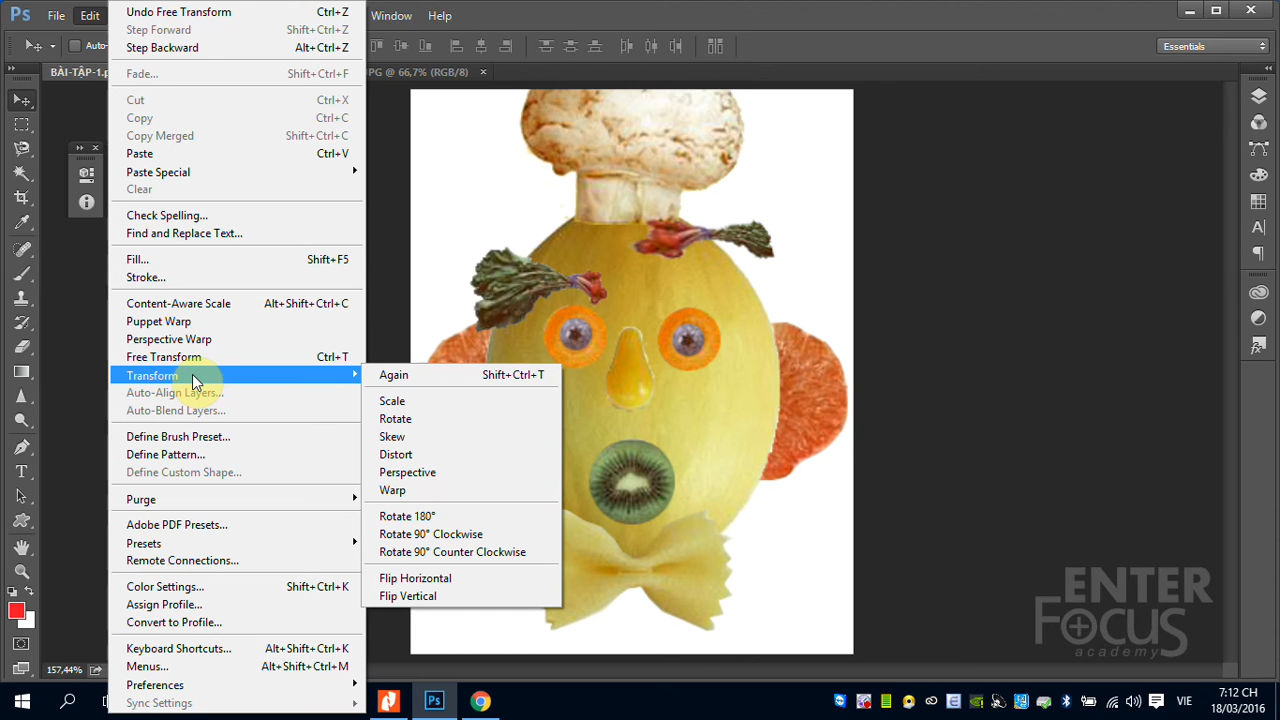 Ps File Edit Window Help
Undo Free Transform Ctrl+Z
Step Forward Shift+Ctrl+Z
Step Backward Alt+Ctrl+Z
Auto-
Essentials
BÀI-TẬP-1.
JPG @ 66,7% (RGB/8) ×
Fade... Shift+Ctrl+F
Cut Ctrl+X
Copy Ctrl+C
Copy Merged Shift+Ctrl+C
Paste Ctrl+V
Paste Special
Clear
Check Spelling...
Find and Replace Text...
Fill... Shift+F5
Stroke...
Content-Aware Scale Alt+Shift+Ctrl+C
Puppet Warp
Perspective Warp
Free Transform Ctrl+T
Transform
Auto-Align Layers...
Auto-Blend Layers...
Define Brush Preset...
Define Pattern...
Define Custom Shape...
Purge
Adobe PDF Presets...
Presets
Remote Connections...
Color Settings... Shift+Ctrl+K
Assign Profile...
Convert to Profile...
Keyboard Shortcuts... Alt+Shift+Ctrl+K
Menus... Alt+Shift+Ctrl+M
Preferences
Sync Settings
Again Shift+Ctrl+T
Scale
Rotate
Skew
Distort
Perspective
Warp
Rotate 180°
Rotate 90° Clockwise
Rotate 90° Counter Clockwise
Flip Horizontal
Flip Vertical
ENTER
Focus
academy
157,44%
Ps
VIE
7:12 CH
18/03/2016